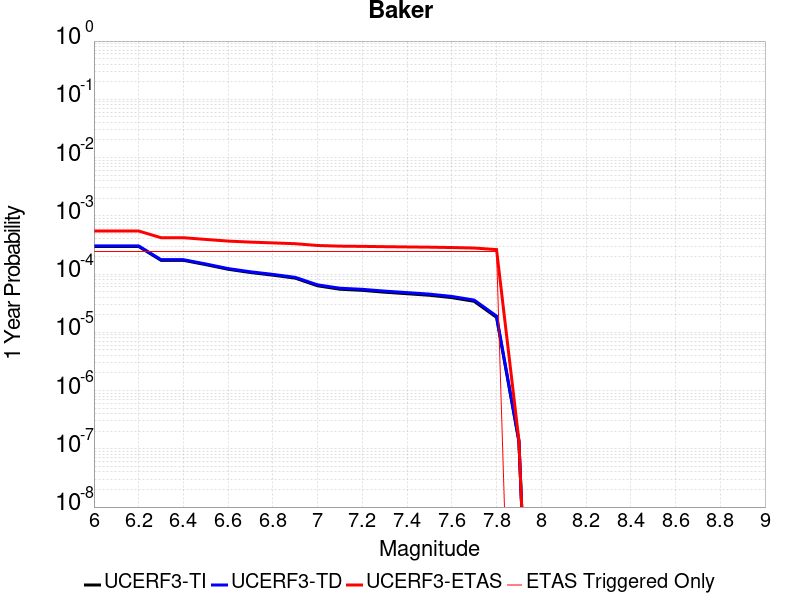 Baker
10^0
10^-1
10^-2
10^-3
10^-4
10^-5
10^-6
10^-7
10^-8
1 Year Probability
6 6.2 6.4 6.6 6.8 7 7.2 7.4 7.6 7.8 8 8.2 8.4 8.6 8.8 9
Magnitude
UCERF3-TI UCERF3-TD UCERF3-ETAS ETAS Triggered Only